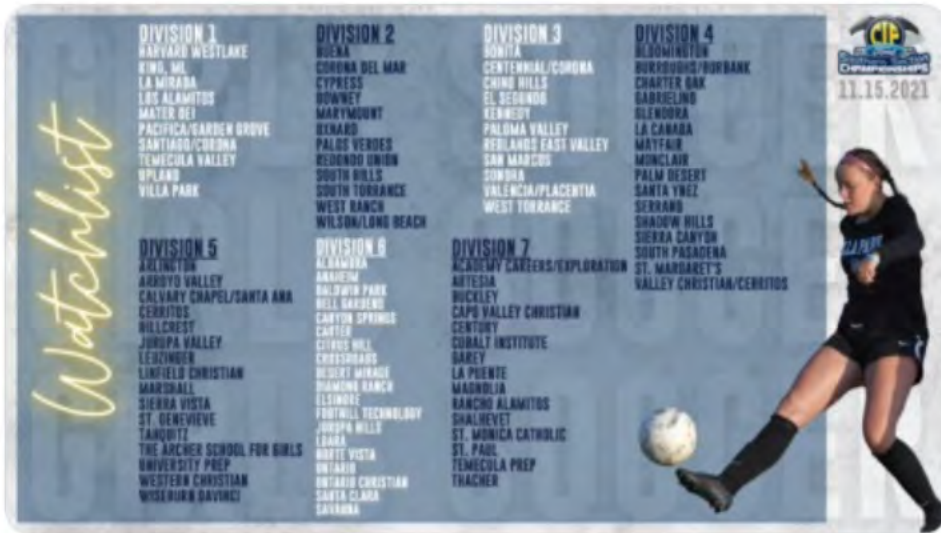 Watchlist
DIVISION 1
HARVARD WESTLAKE
KING, ML
LA MIRADA
LOS ALAMITOS
MATER DEI
PACIFICA/GARDEN GROVE
SANTIAGO/CORONA
TEMECULA VALLEY
UPLAND
VILLA PARK
DIVISION 2
BUENA
CORONA DEL MAR
CYPRESS
DOWNEY
MARYMOUNT
OXNARD
PALOS VERDES
REDONDO UNION
SOUTH HILLS
SOUTH TORRANCE
WEST RANCH
WILSON/LONG BEACH
DIVISION 3
BONITA
CENTENNIAL/CORONA
CHINO HILLS
EL SEGUNDO
KENNEDY
PALOMA VALLEY
REDLANDS EAST VALLEY
SAN MARCOS
SONORA
VALENCIA/PLACENTIA
WEST TORRANCE
DIVISION 4
BLOOMINGTON
BURROUGHS/BURBANK
CHARTER OAK
GABRIELINO
GLENDORA
LA CANADA
MAYFAIR
MONCLAIR
PALM DESERT
SANTA YNEZ
SERRANO
SHADOW HILLS
SIERRA CANYON
SOUTH PASADENA
ST. MARGARET'S
VALLEY CHRISTIAN/CERRITOS
DIVISION 5
ARLINGTON
ARROYO VALLEY
CALVARY CHAPEL/SANTA ANA
CERRITOS
HILLCREST
JURUPA VALLEY
LEUZINGER
LINFIELD CHRISTIAN
MARSHALL
SIERRA VISTA
ST. GENEVIEVE
TAHQUITZ
THE ARCHER SCHOOL FOR GIRLS
UNIVERSITY PREP
WESTERN CHRISTIAN
WISEBURN DAVINCI
DIVISION 6
ALHAMBRA
ANAHEIM
BALDWIN PARK
BELL GARDENS
CANYON SPRINGS
CARTER
CITRUS HILL
CROSSROADS
DESERT MIRAGE
DIAMOND RANCH
ELSINORE
FOOTHILL TECHNOLOGY
JURUPA HILLS
LOARA
NORTE VISTA
ONTARIO
ONTARIO CHRISTIAN
SANTA CLARA
SAVANNA
DIVISION 7
ACADEMY CAREERS/EXPLORATION
ARTESIA
BUCKLEY
CAPO VALLEY CHRISTIAN
CENTURY
COBALT INSTITUTE
GAREY
LA PUENTE
MAGNOLIA
RANCHO ALAMITOS
SHALHEVET
ST. MONICA CATHOLIC
ST. PAUL
TEMECULA PREP
THACHER
CIF
CHAMPIONSHIPS
11.15.2021